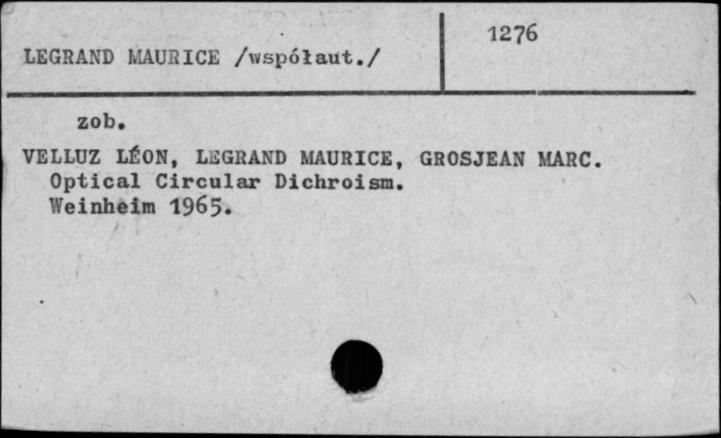 1276
LEGRAND MAURICE /współaut./
zob.
VELLUZ LÉON, LEGRAND MAURICE, GROSJEAN MARC.
Optical Circular Dichroism.
Weinheim 1965.